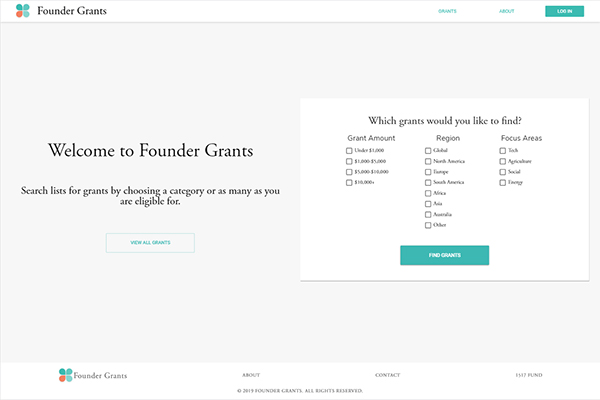 Founder Grants
GRANTS
ABOUT
LOG IN
Which grants would you like to find?
Grant Amount
Under $1,000
$1,000-$5,000
$5,000-$10,000
$10,000+
Region
Global
North America
Europe
South America
Africa
Asia
Australia
Other
Focus Areas
Tech
Agriculture
Social
Energy
FIND GRANTS
Welcome to Founder Grants
Search lists for grants by choosing a category or as many as you
are eligible for.
VIEW ALL GRANTS
Founder Grants
ABOUT
CONTACT
1517 FUND
© 2019 FOUNDER GRANTS. ALL RIGHTS RESERVED.